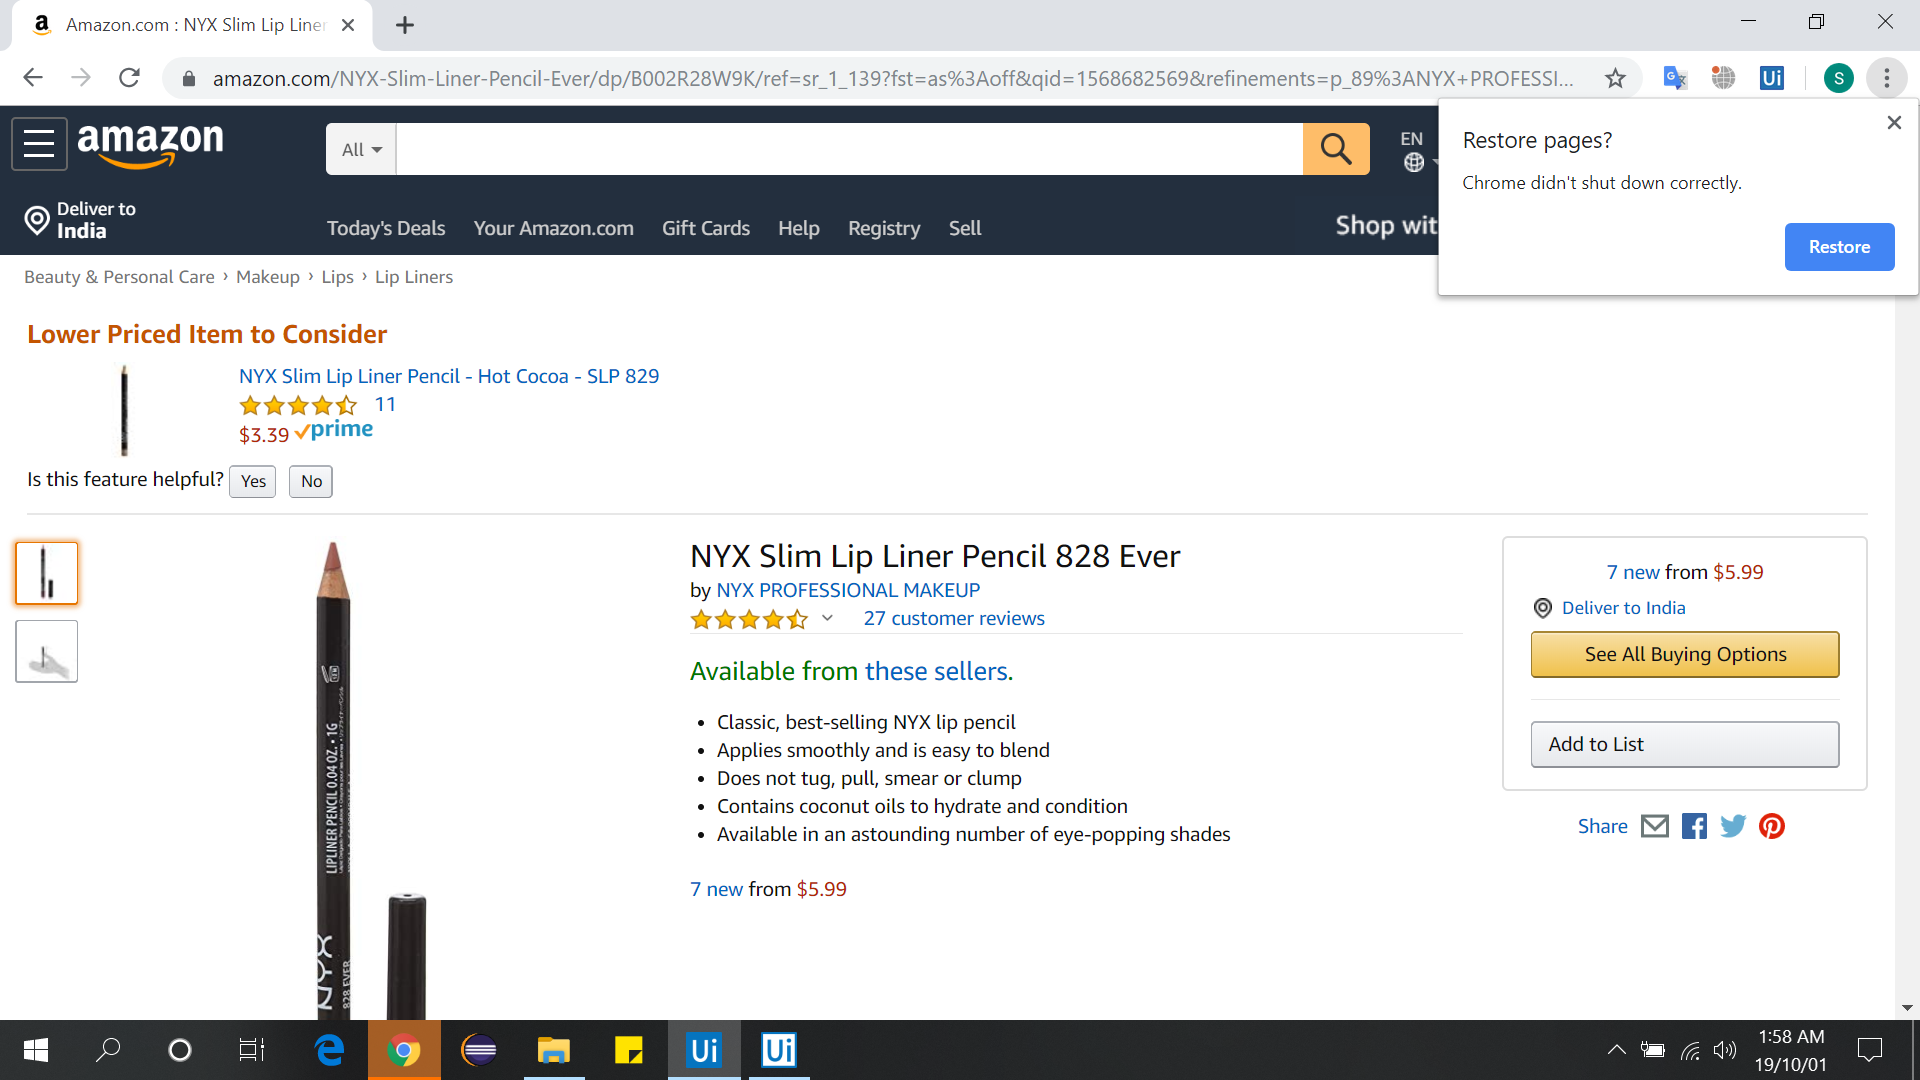 Amazon.com : NYX Slim Lip Liner
amazon.com/NYX-Slim-Liner-Pencil-Ever/dp/B002R28W9K/ref=sr_1_139?fst=as%3Aoff&qid=1568682569&refinements=p_89%3ANYX+PROFESSI...
S
Restore pages?
Chrome didn't shut down correctly.
Restore
amazon
All
EN
Deliver to
India
Today's Deals
Your Amazon.com
Gift Cards
Help
Registry
Sell
Shop wit
Beauty & Personal Care › Makeup › Lips › Lip Liners
Lower Priced Item to Consider
NYX Slim Lip Liner Pencil - Hot Cocoa - SLP 829
11
$3.39 prime
Is this feature helpful? Yes No
NYX Slim Lip Liner Pencil 828 Ever
by NYX PROFESSIONAL MAKEUP
27 customer reviews
Available from these sellers.
• Classic, best-selling NYX lip pencil
• Applies smoothly and is easy to blend
• Does not tug, pull, smear or clump
• Contains coconut oils to hydrate and condition
• Available in an astounding number of eye-popping shades
7 new from $5.99
7 new from $5.99
Deliver to India
See All Buying Options
Add to List
Share
LIPLINER PENCIL 0.04 OZ. • 1G
NYX
828 EVER
Ui
Ui
Ui
1:58 AM
19/10/01